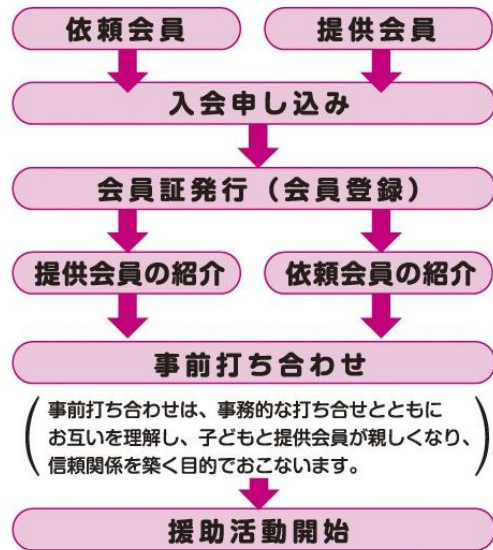 依頼会員
提供会員
入会申し込み
会員証発行（会員登録）
提供会員の紹介
依頼会員の紹介
事前打ち合わせ
事前打ち合わせは、事務的な打ち合せとともに
お互いを理解し、子どもと提供会員が親しくなり、
信頼関係を築く目的でおこないます。
援助活動開始